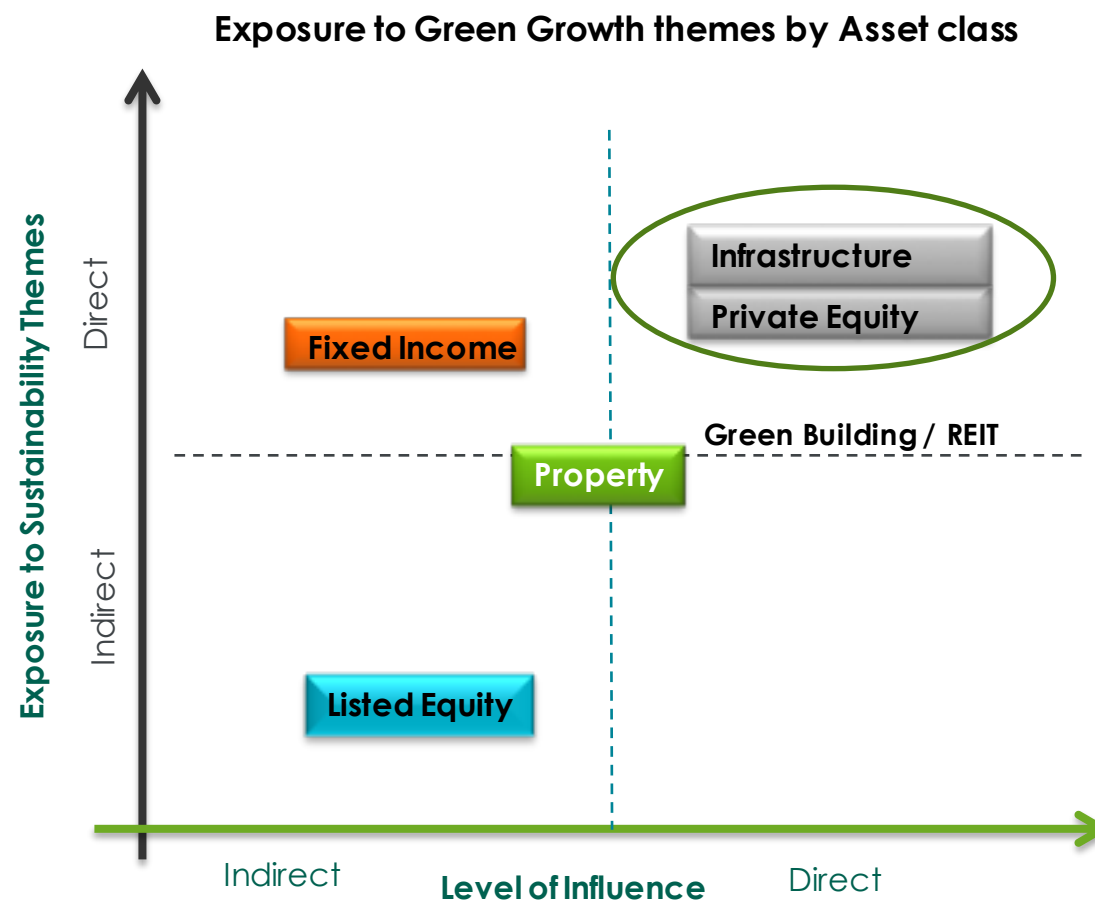 Exposure to Green Growth themes by Asset class
Exposure to Sustainability Themes
Direct
Indirect
Infrastructure
Private Equity
Fixed Income
Green Building / REIT
Property
Listed Equity
Indirect
Level of Influence
Direct